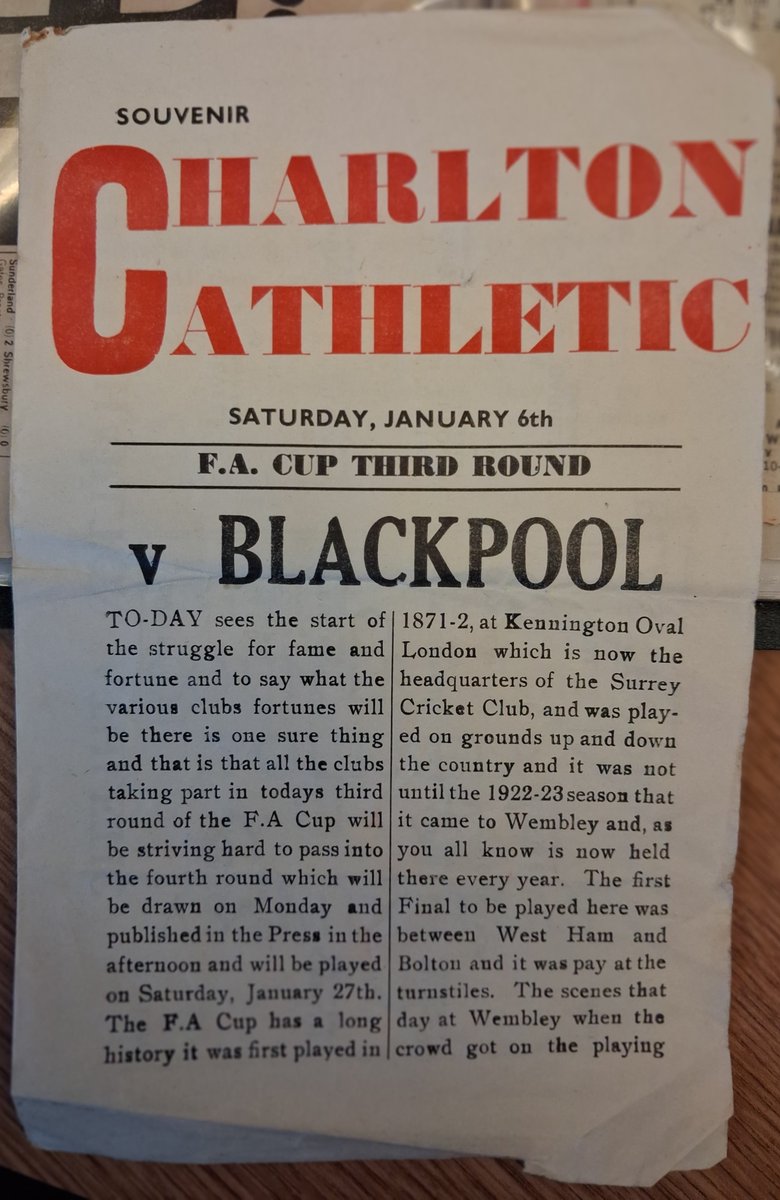 SOUVENIR
CHARLTON
ATHLETIC
SATURDAY, JANUARY 6th
F.A. CUP THIRD ROUND
v BLACKPOOL
TO-DAY sees the start of
the struggle for fame and
fortune and to say what the
various clubs fortunes will
be there is one sure thing
and that is that all the clubs
taking part in todays third
round of the F.A Cup will
be striving hard to pass into
the fourth round which will
be drawn on Monday and
published in the Press in the
afternoon and will be played
on Saturday, January 27th.
The F.A Cup has a long
history it was first played in
1871-2, at Kennington Oval
London which is now the
headquarters of the Surrey
Cricket Club, and was play-
ed on grounds up and down
the country and it was not
until the 1922-23 season that
it came to Wembley and, as
you all know is now held
there every year. The first
Final to be played here was
between West Ham and
Bolton and it was pay at the
turnstiles. The scenes that
day at Wembley when the
crowd got on the playing
Sunderland (0) 2 Shrewsbury (0) 0